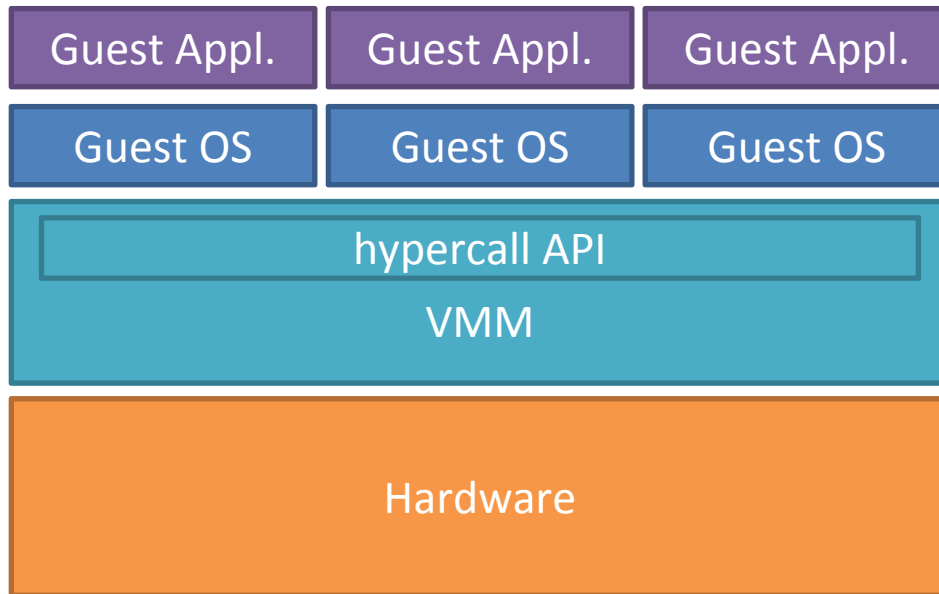 Guest Appl. Guest Appl. Guest Appl.
Guest OS Guest OS Guest OS
hypercall API
VMM
Hardware